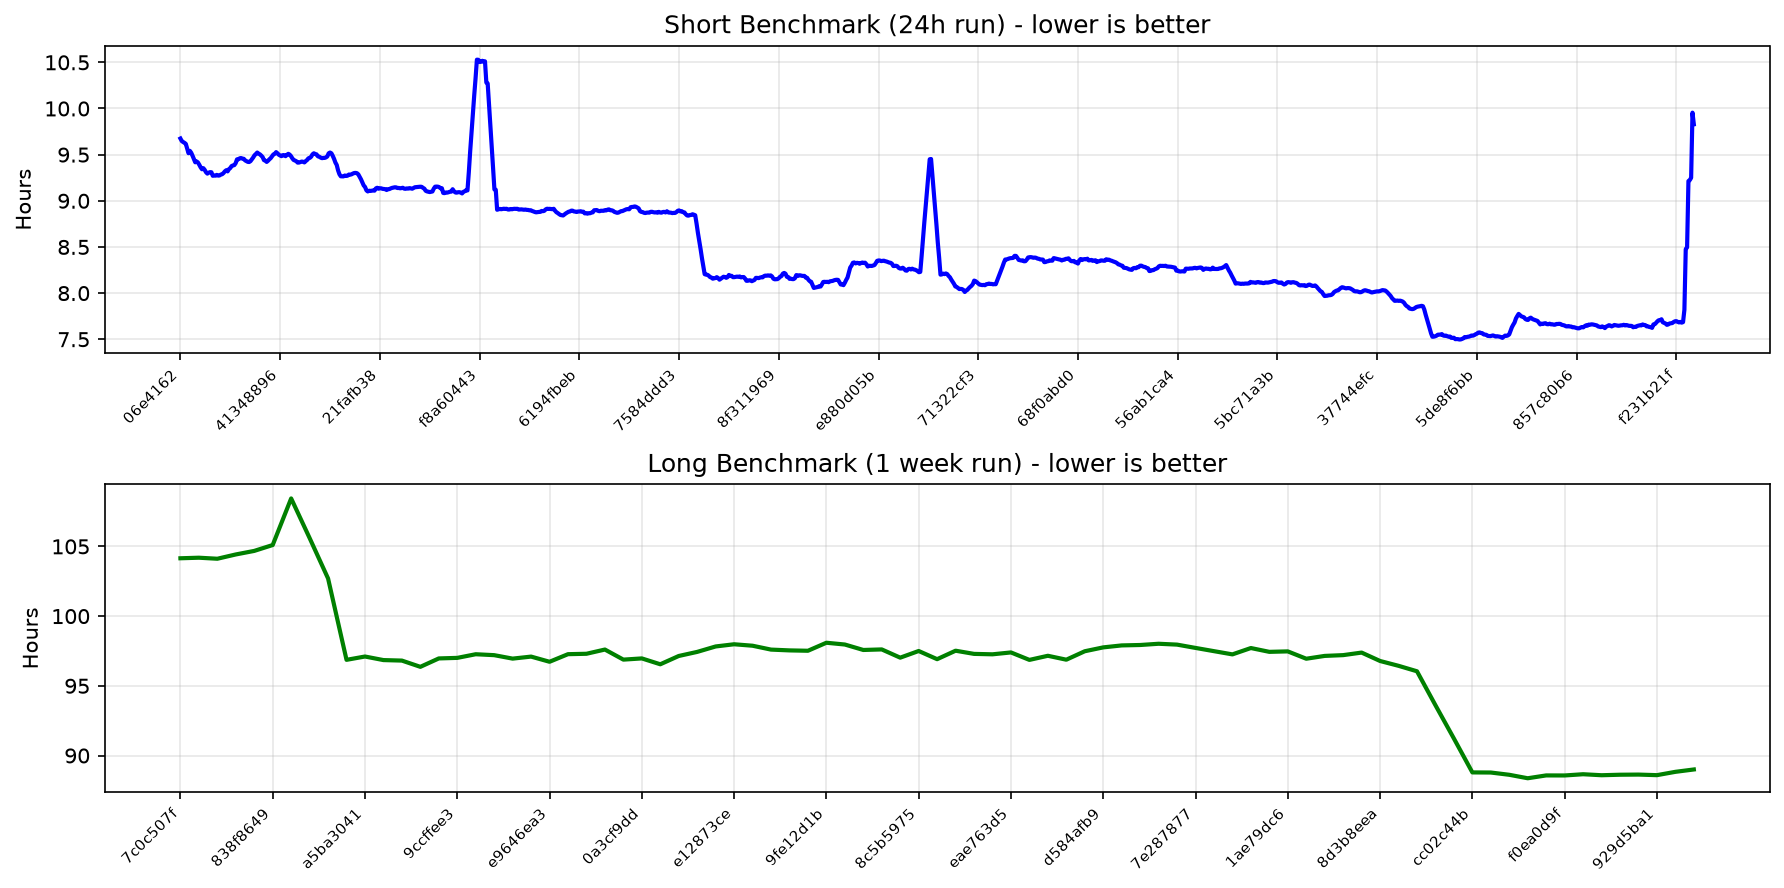 Short Benchmark (24h run) - lower is better
Hours
10.5
10.0
9.5
9.0
8.5
8.0
7.5
06e4162
41348896
21fafb38
f8a60443
6194fbeb
7584ddd3
8f311969
e880d05b
71322cf3
68f0abd0
56ab1ca4
5bc71a3b
37744efc
5de8f6bb
857c80b6
f231b21f
Long Benchmark (1 week run) - lower is better
Hours
105
100
95
90
7c0c507f
838f8649
a5ba3041
9ccffee3
e9646ea3
0a3cf9dd
e12873ce
9fe12d1b
8c5b5975
eae763d5
d584afb9
7e287877
1ae79dc6
8d3b8eea
cc02c44b
f0ea0d9f
929d5ba1